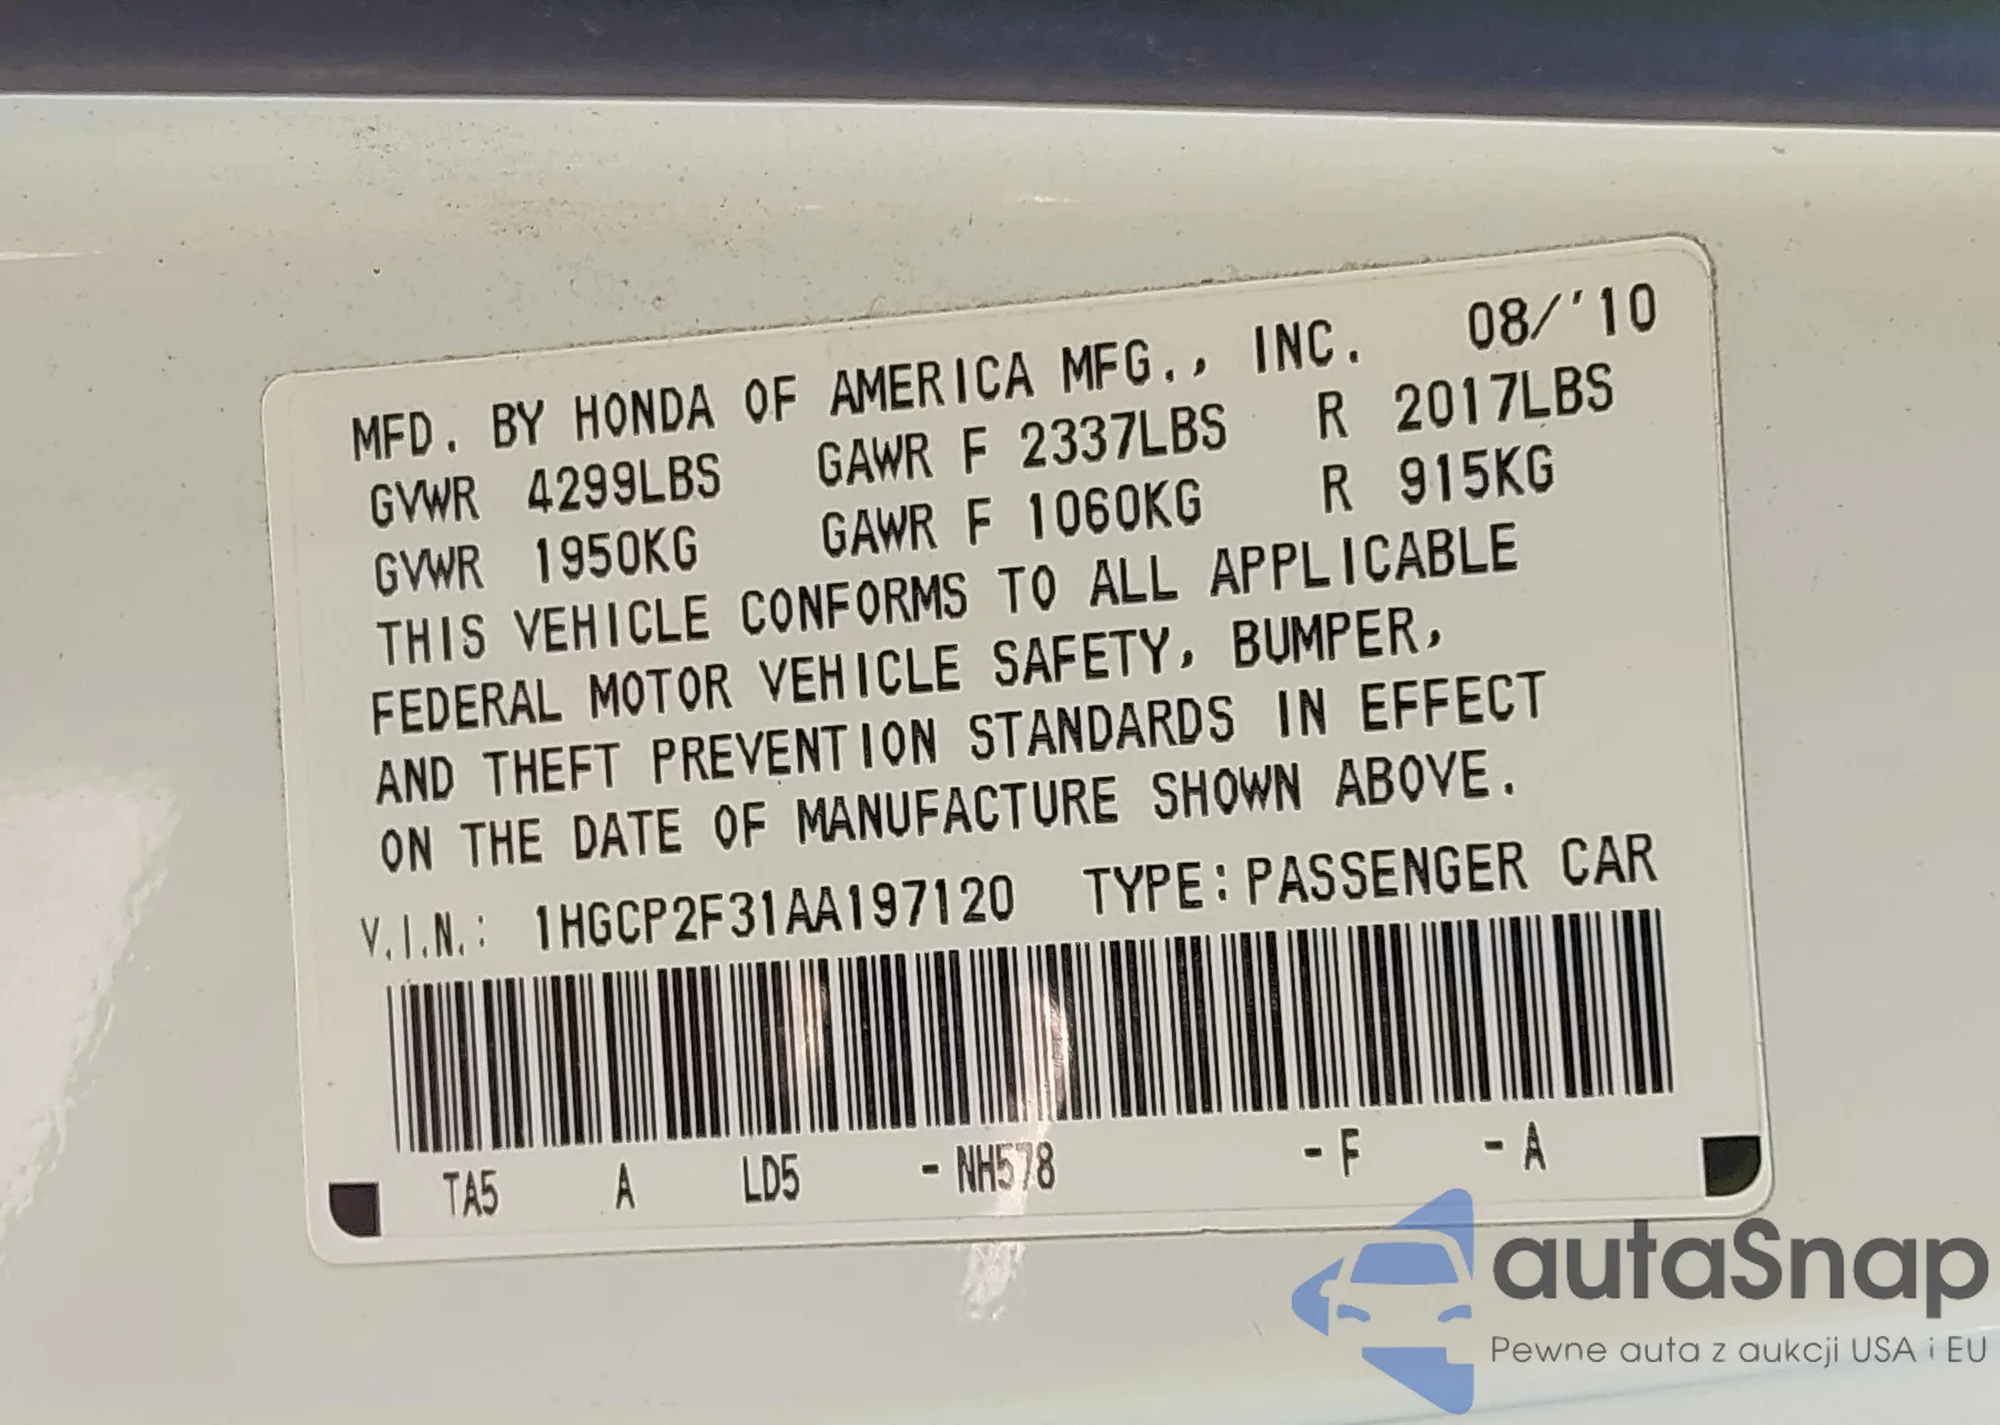 MFD. BY HONDA OF AMERICA MFG., INC. 08/'10
GVWR 4299LBS GAWR F 2337LBS R 2017LBS
GVWR 1950KG GAWR F 1060KG R 915KG
THIS VEHICLE CONFORMS TO ALL APPLICABLE
FEDERAL MOTOR VEHICLE SAFETY, BUMPER,
AND THEFT PREVENTION STANDARDS IN EFFECT
ON THE DATE OF MANUFACTURE SHOWN ABOVE.
V.I.N.: 1HGCP2F31AA197120 TYPE:PASSENGER CAR
TA5 A LD5 -NH578 -F -A
autaSnap
Pewne auta z aukcji USA i EU